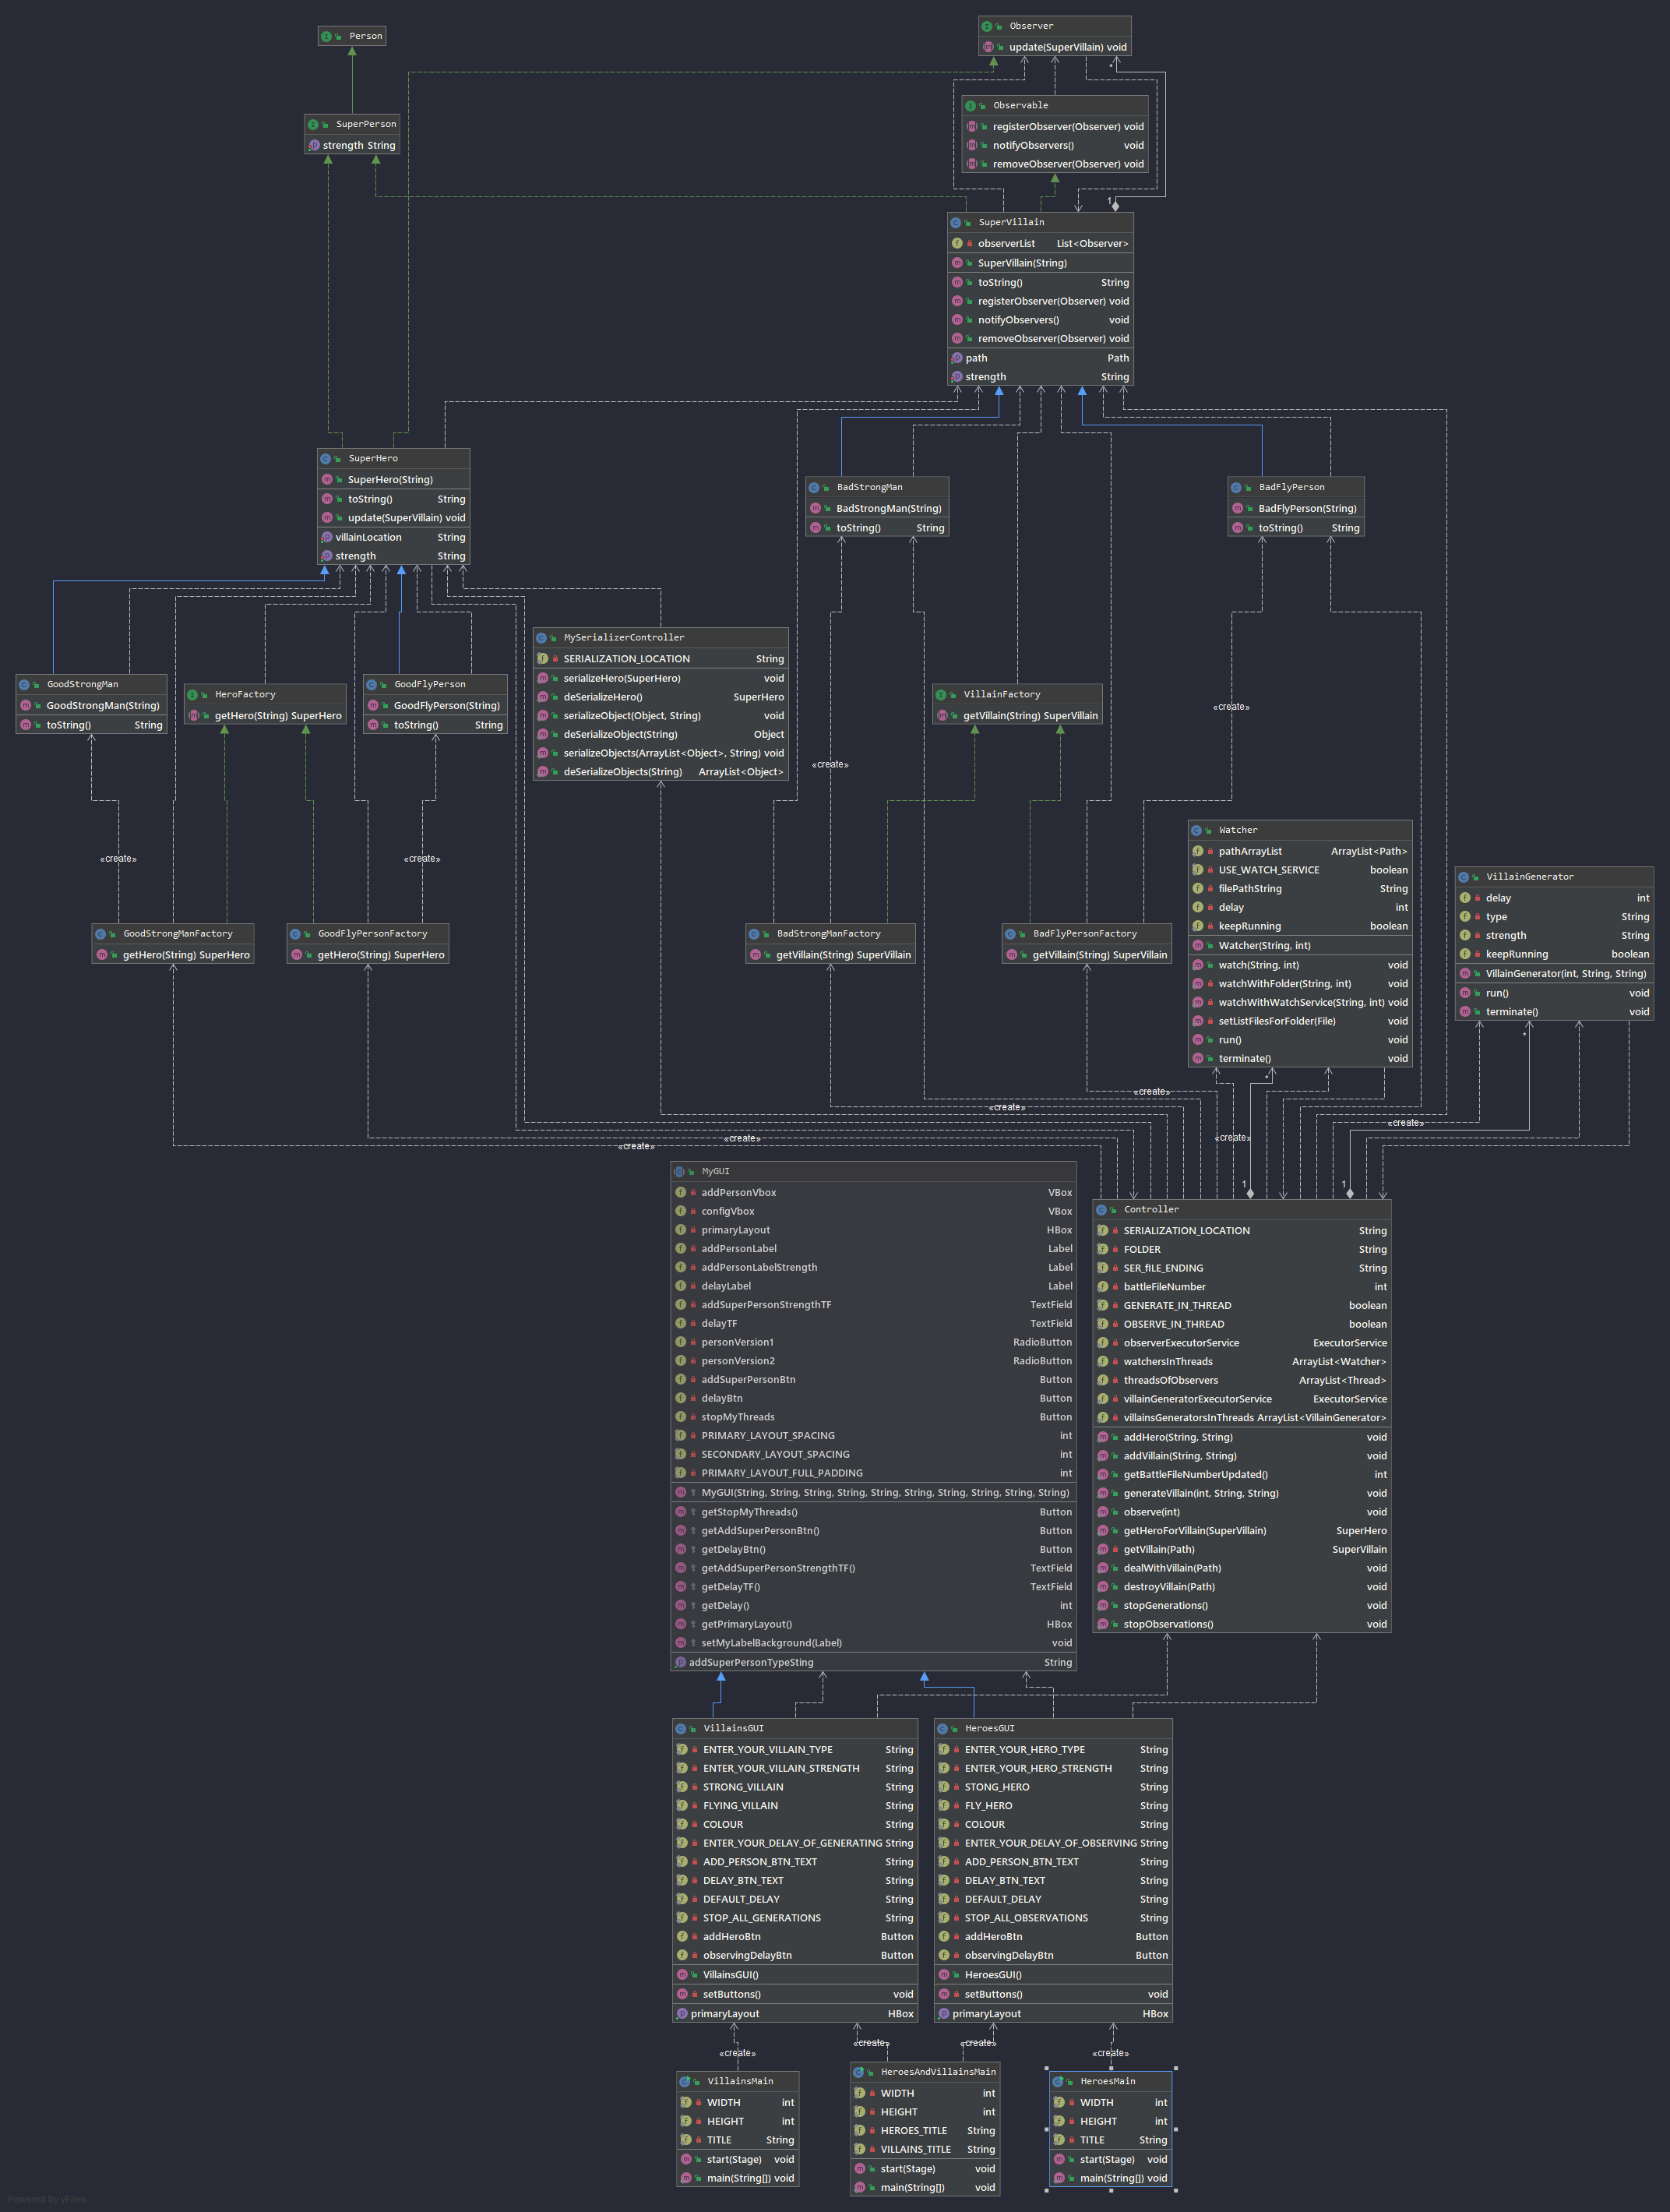 Person
Observer
update(SuperVillain) void
*
Observable
registerObserver(Observer) void
notifyObservers() void
removeObserver(Observer) void
SuperPerson
strength String
1
SuperVillain
observerList List<Observer>
SuperVillain(String)
toString() String
registerObserver(Observer) void
notifyObservers() void
removeObserver(Observer) void
path Path
strength String
SuperHero
SuperHero(String)
toString() String
update(SuperVillain) void
villainLocation String
strength String
BadStrongMan
BadStrongMan(String)
toString() String
BadFlyPerson
BadFlyPerson(String)
toString() String
MySerializerController
SERIALIZATION_LOCATION String
serializeHero(SuperHero) void
deSerializeHero() SuperHero
serializeObject(Object, String) void
deSerializeObject(String) Object
serializeObjects(ArrayList<Object>, String) void
deSerializeObjects(String) ArrayList<Object>
GoodStrongMan
GoodStrongMan(String)
toString() String
HeroFactory
getHero(String) SuperHero
GoodFlyPerson
GoodFlyPerson(String)
toString() String
VillainFactory
getVillain(String) SuperVillain
«create»
«create»
«create»
«create»
Watcher
pathArrayList ArrayList<Path>
USE_WATCH_SERVICE boolean
filePathString String
delay int
keepRunning boolean
Watcher(String, int)
watch(String, int) void
watchWithFolder(String, int) void
watchWithWatchService(String, int) void
setListFilesForFolder(File) void
run() void
terminate() void
VillainGenerator
delay int
type String
strength String
keepRunning boolean
VillainGenerator(int, String, String)
run() void
terminate() void
GoodStrongManFactory
getHero(String) SuperHero
GoodFlyPersonFactory
getHero(String) SuperHero
BadStrongManFactory
getVillain(String) SuperVillain
BadFlyPersonFactory
getVillain(String) SuperVillain
*
*
«create»
«create»
«create»
«create»
«create»
«create»
1
1
MyGUI
addPersonVbox VBox
configVbox VBox
primaryLayout HBox
addPersonLabel Label
addPersonLabelStrength Label
delayLabel Label
addSuperPersonStrengthTF TextField
delayTF TextField
personVersion1 RadioButton
personVersion2 RadioButton
addSuperPersonBtn Button
delayBtn Button
stopMyThreads Button
PRIMARY_LAYOUT_SPACING int
SECONDARY_LAYOUT_SPACING int
PRIMARY_LAYOUT_FULL_PADDING int
MyGUI(String, String, String, String, String, String, String, String, String, String)
getStopMyThreads() Button
getAddSuperPersonBtn() Button
getDelayBtn() Button
getAddSuperPersonStrengthTF() TextField
getDelayTF() TextField
getDelay() int
getPrimaryLayout() HBox
setMyLabelBackground(Label) void
addSuperPersonTypeSting String
Controller
SERIALIZATION_LOCATION String
FOLDER String
SER_fILE_ENDING String
battleFileNumber int
GENERATE_IN_THREAD boolean
OBSERVE_IN_THREAD boolean
observerExecutorService ExecutorService
watchersInThreads ArrayList<Watcher>
threadsOfObservers ArrayList<Thread>
villainGeneratorExecutorService ExecutorService
villainsGeneratorsInThreads ArrayList<VillainGenerator>
addHero(String, String) void
addVillain(String, String) void
getBattleFileNumberUpdated() int
generateVillain(int, String, String) void
observe(int) void
getHeroForVillain(SuperVillain) SuperHero
getVillain(Path) SuperVillain
dealWithVillain(Path) void
destroyVillain(Path) void
stopGenerations() void
stopObservations() void
VillainsGUI
ENTER_YOUR_VILLAIN_TYPE String
ENTER_YOUR_VILLAIN_STRENGTH String
STRONG_VILLAIN String
FLYING_VILLAIN String
COLOUR String
ENTER_YOUR_DELAY_OF_GENERATING String
ADD_PERSON_BTN_TEXT String
DELAY_BTN_TEXT String
DEFAULT_DELAY String
STOP_ALL_GENERATIONS String
addHeroBtn Button
observingDelayBtn Button
VillainsGUI()
setButtons() void
primaryLayout HBox
HeroesGUI
ENTER_YOUR_HERO_TYPE String
ENTER_YOUR_HERO_STRENGTH String
STONG_HERO String
FLY_HERO String
COLOUR String
ENTER_YOUR_DELAY_OF_OBSERVING String
ADD_PERSON_BTN_TEXT String
DELAY_BTN_TEXT String
DEFAULT_DELAY String
STOP_ALL_OBSERVATIONS String
addHeroBtn Button
observingDelayBtn Button
HeroesGUI()
setButtons() void
primaryLayout HBox
«create»
«create»
«create»
«create»
VillainsMain
WIDTH int
HEIGHT int
TITLE String
start(Stage) void
main(String[]) void
HeroesAndVillainsMain
WIDTH int
HEIGHT int
HEROES_TITLE String
VILLAINS_TITLE String
start(Stage) void
main(String[]) void
HeroesMain
WIDTH int
HEIGHT int
TITLE String
start(Stage) void
main(String[]) void
Powered by yFiles